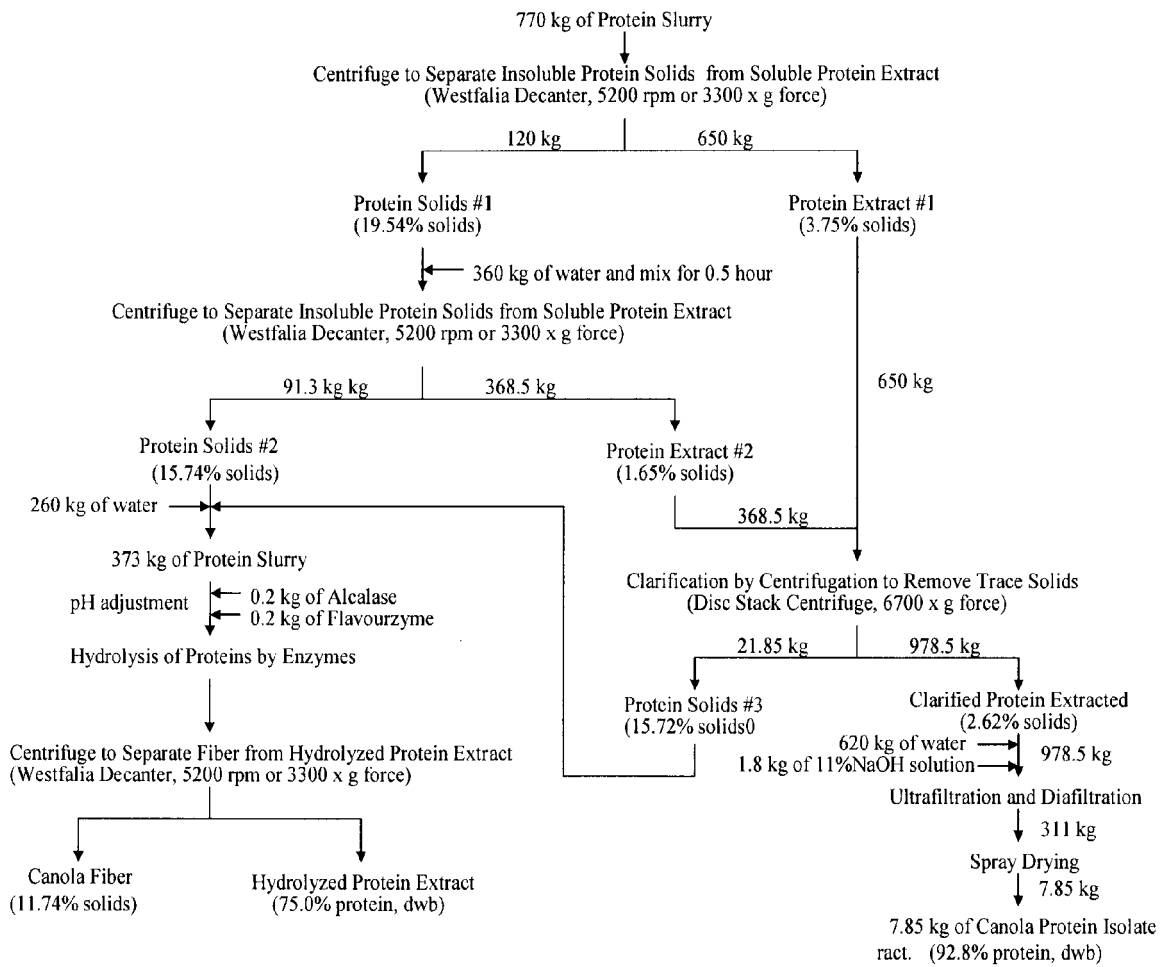 770 kg of Protein Slurry
Centrifuge to Separate Insoluble Protein Solids from Soluble Protein Extract
(Westfalia Decanter, 5200 rpm or 3300 x g force)
120 kg
650 kg
Protein Solids #1
(19.54% solids)
Protein Extract #1
(3.75% solids)
360 kg of water and mix for 0.5 hour
Centrifuge to Separate Insoluble Protein Solids from Soluble Protein Extract
(Westfalia Decanter, 5200 rpm or 3300 x g force)
650 kg
91.3 kg kg
368.5 kg
Protein Solids #2
(15.74% solids)
Protein Extract #2
(1.65% solids)
260 kg of water
368.5 kg
373 kg of Protein Slurry
pH adjustment
0.2 kg of Alcalase
0.2 kg of Flavourzyme
Hydrolysis of Proteins by Enzymes
Clarification by Centrifugation to Remove Trace Solids
(Disc Stack Centrifuge, 6700 x g force)
21.85 kg
978.5 kg
Protein Solids #3
(15.72% solids0
Clarified Protein Extracted
(2.62% solids)
620 kg of water
1.8 kg of 11%NaOH solution
978.5 kg
Centrifuge to Separate Fiber from Hydrolyzed Protein Extract
(Westfalia Decanter, 5200 rpm or 3300 x g force)
Ultrafiltration and Diafiltration
311 kg
Spray Drying
7.85 kg
Canola Fiber
(11.74% solids)
Hydrolyzed Protein Extract
(75.0% protein, dwb)
7.85 kg of Canola Protein Isolate
ract. (92.8% protein, dwb)